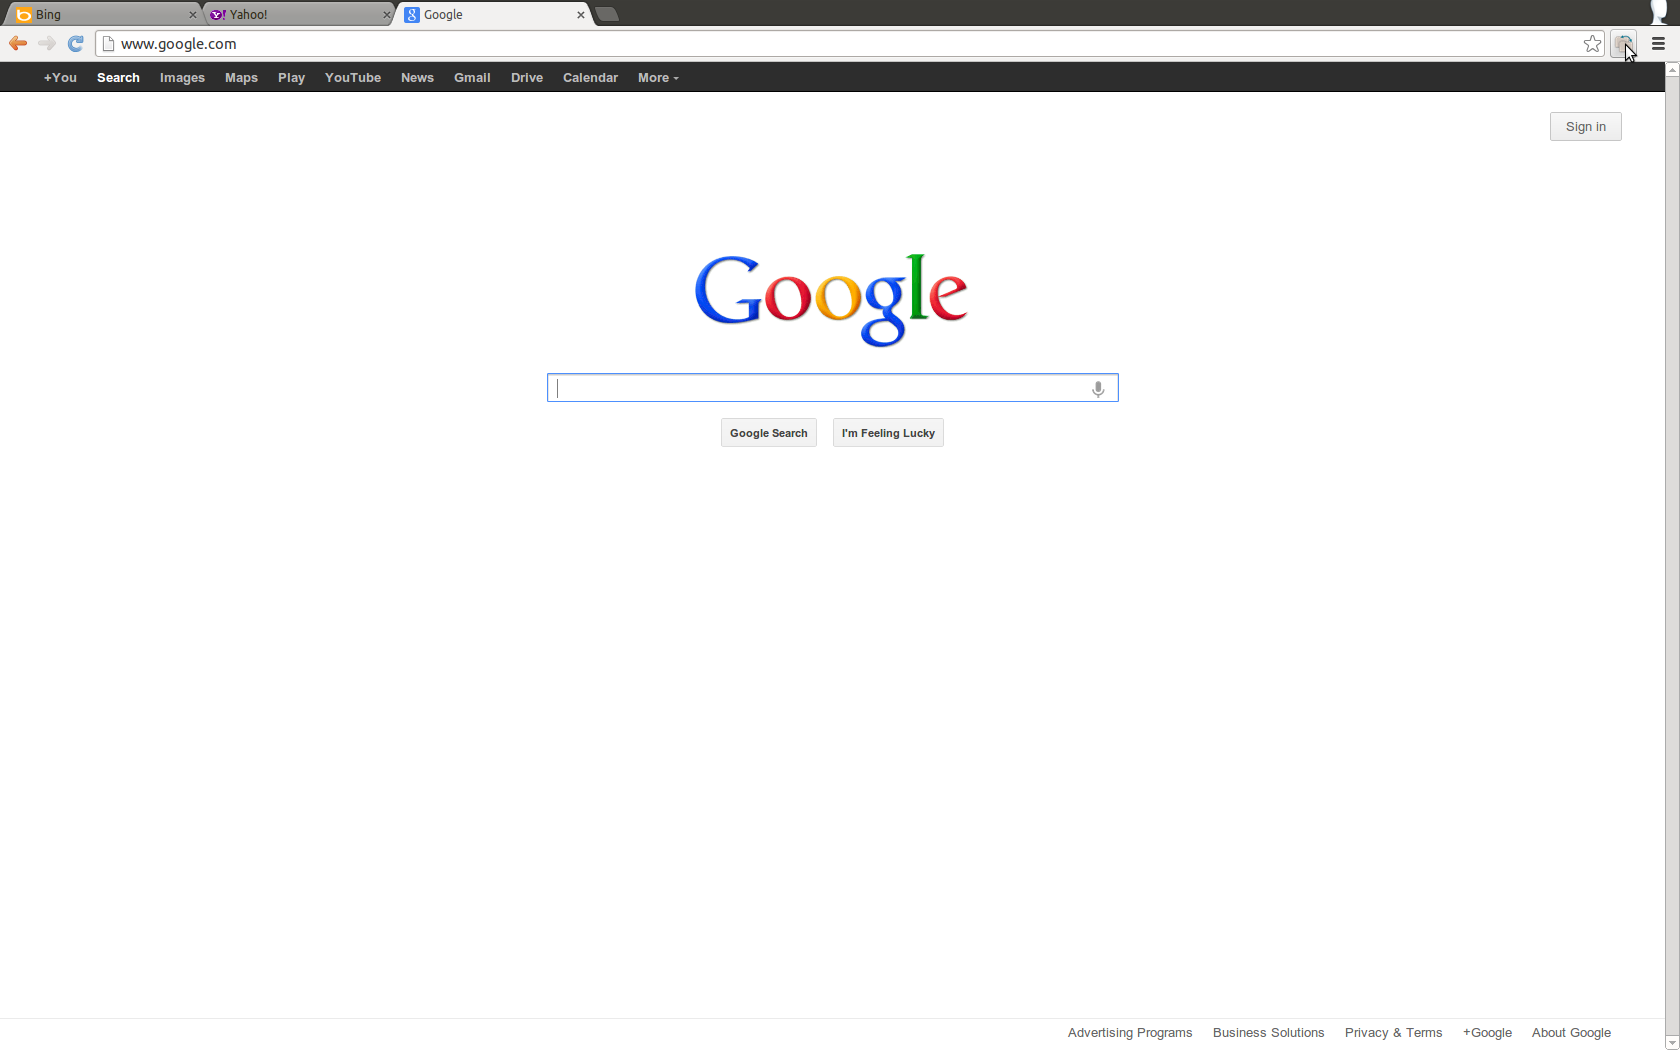 Bing Yahoo! Google
www.google.com
+You Search Images Maps Play YouTube News Gmail Drive Calendar More
Sign in
Google
Google Search I'm Feeling Lucky
Advertising Programs Business Solutions Privacy & Terms +Google About Google